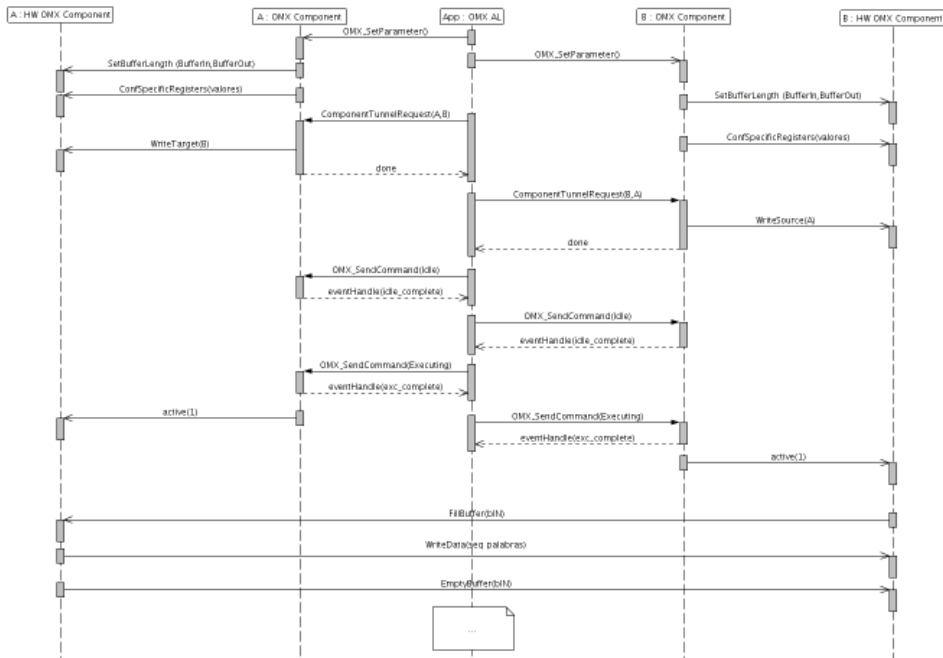 A : HW OMX Component
A : OMX Component
App : OMX AL
B : OMX Component
B : HW OMX Component
OMX_SetParameter()
OMX_SetParameter()
SetBufferLength (BufferIn,BufferOut)
ConfSpecificRegisters(valores)
SetBufferLength (BufferIn,BufferOut)
ComponentTunnelRequest(A,B)
ConfSpecificRegisters(valores)
WriteTarget(B)
done
ComponentTunnelRequest(B,A)
WriteSource(A)
done
OMX_SendCommand(Idle)
eventHandle(idle_complete)
OMX_SendCommand(Idle)
eventHandle(idle_complete)
OMX_SendCommand(Executing)
eventHandle(exc_complete)
active(1)
OMX_SendCommand(Executing)
eventHandle(exc_complete)
active(1)
FillBuffer(bIN)
WriteData(seq_palabras)
EmptyBuffer(bIN)
...